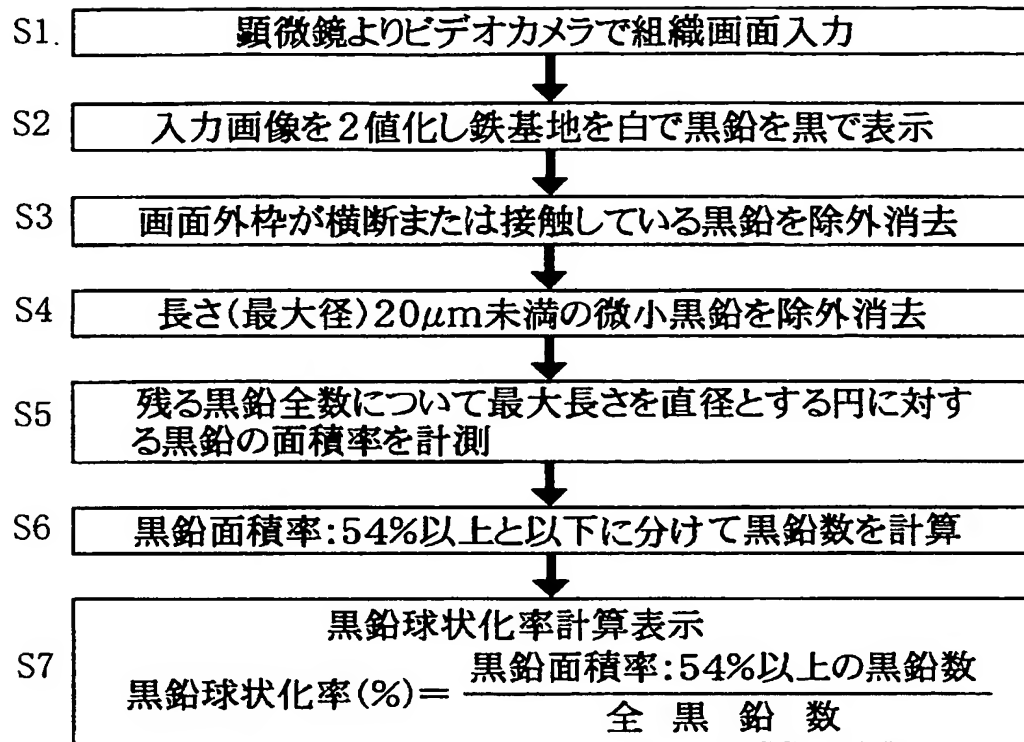 S1. 顕微鏡よりビデオカメラで組織画面入力
S2 入力画像を2値化し鉄基地を白で黒鉛を黒で表示
S3 画面外枠が横断または接触している黒鉛を除外消去
S4 長さ(最大径)20μm未満の微小黒鉛を除外消去
S5 残る黒鉛全数について最大長さを直径とする円に対す
る黒鉛の面積率を計測
S6 黒鉛面積率:54%以上と以下に分けて黒鉛数を計算
S7 黒鉛球状化率計算表示
黒鉛球状化率(%)=
黒鉛面積率:54%以上の黒鉛数
全黒鉛数